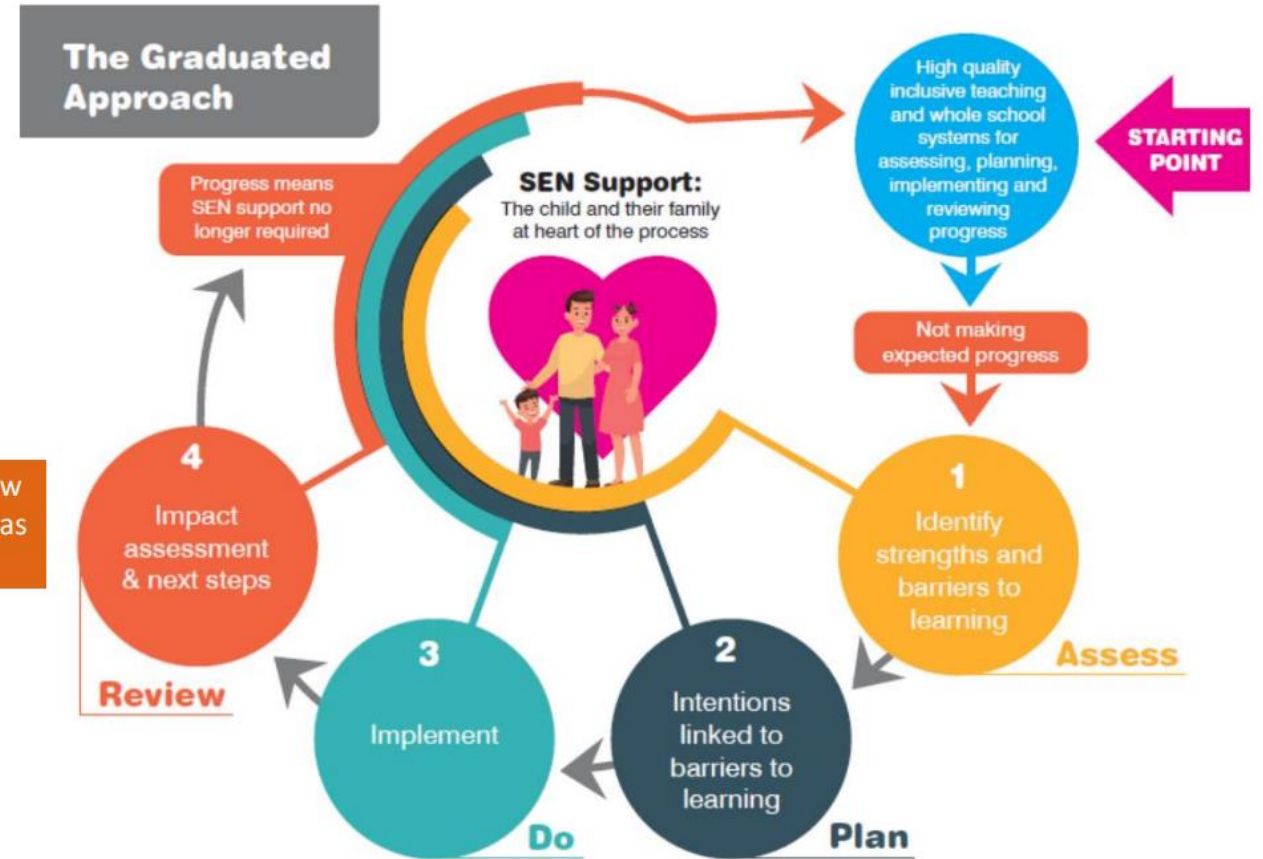 The Graduated
Approach
High quality
inclusive teaching
and whole school
systems for
assessing, planning,
implementing and
reviewing
progress
STARTING
POINT
Not making
expected progress
SEN Support:
The child and their family
at heart of the process
Progress means
SEN support no
longer required
1
Identify
strengths and
barriers to
learning
Assess
2
Intentions
linked to
barriers to
learning
Plan
3
Implement
Do
4
Impact
assessment
& next steps
Review
w
as